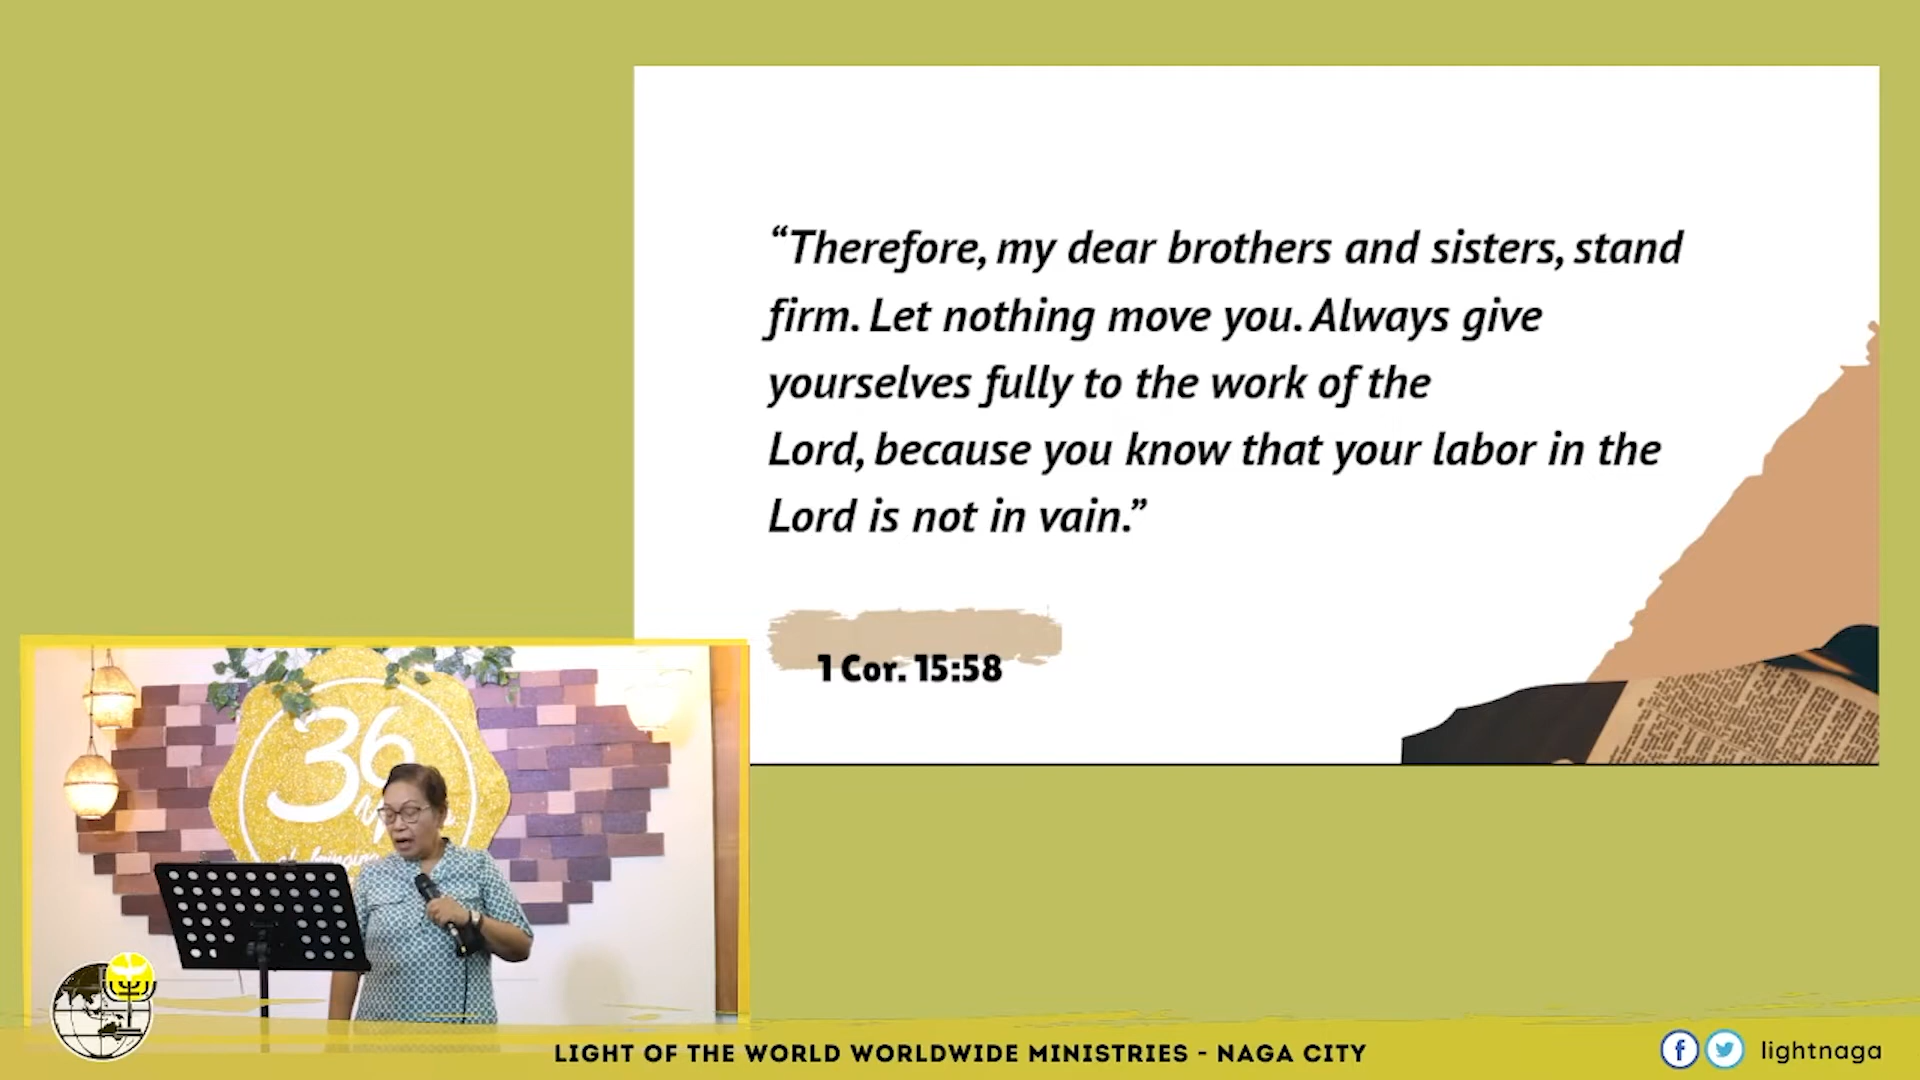 “Therefore, my dear brothers and sisters, stand
firm. Let nothing move you. Always give
yourselves fully to the work of the
Lord, because you know that your labor in the
Lord is not in vain.”
1 Cor. 15:58
36
LIGHT OF THE WORLD WORLDWIDE MINISTRIES - NAGA CITY
f
lightnaga